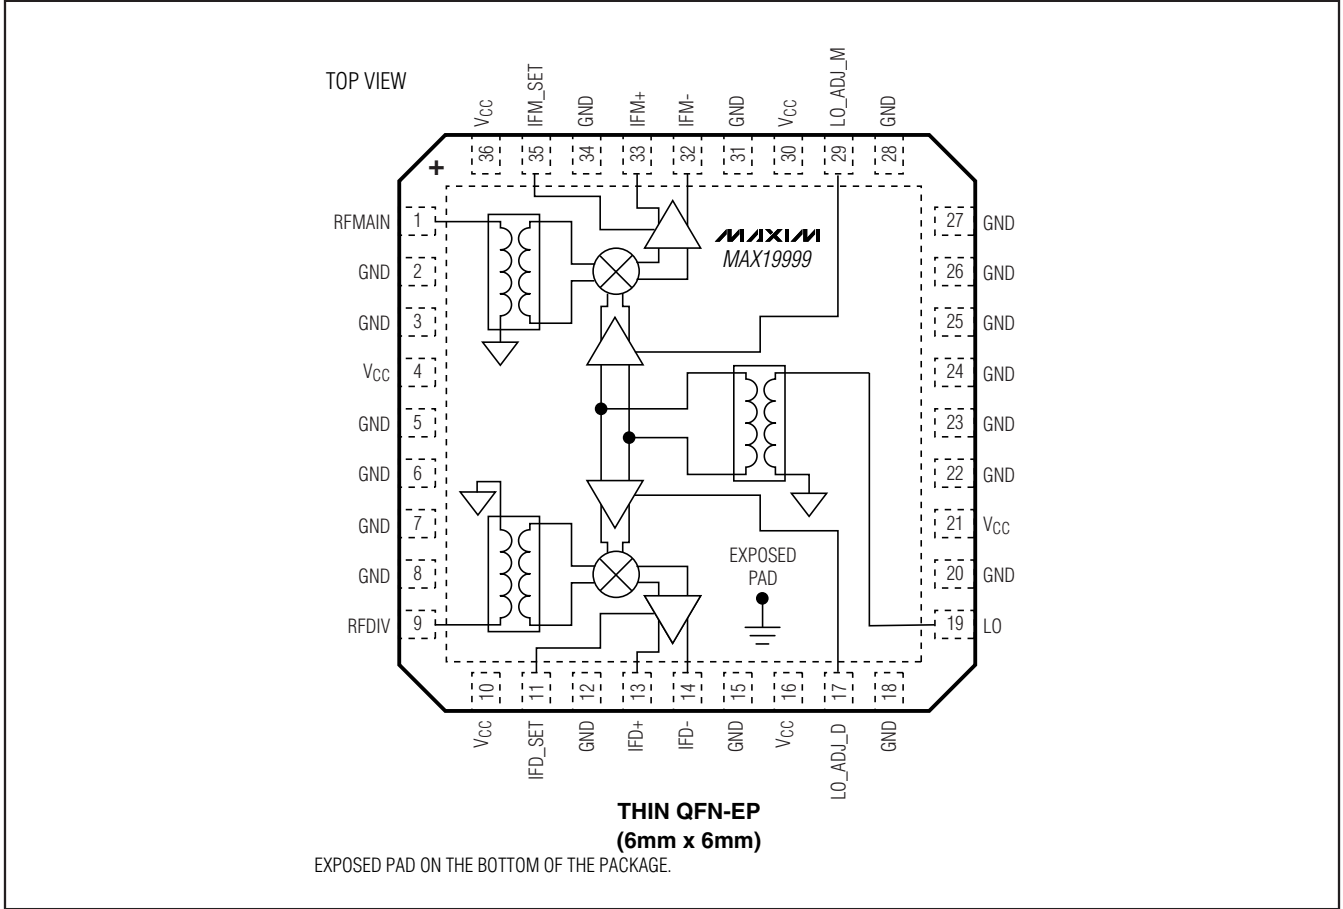 TOP VIEW
VCC
IFM_SET
GND
IFM+
IFM-
GND
VCC
LO_ADJ_M
GND
36
35
34
33
32
31
30
29
28
+
RFMAIN 1
GND 2
GND 3
VCC 4
GND 5
GND 6
GND 7
GND 8
RFDIV 9
MAXIM
MAX19999
27 GND
26 GND
25 GND
24 GND
23 GND
22 GND
21 VCC
20 GND
19 LO
EXPOSED
PAD
10
11
12
13
14
15
16
17
18
VCC
IFD_SET
GND
IFD+
IFD-
GND
VCC
LO_ADJ_D
GND
THIN QFN-EP
(6mm x 6mm)
EXPOSED PAD ON THE BOTTOM OF THE PACKAGE.